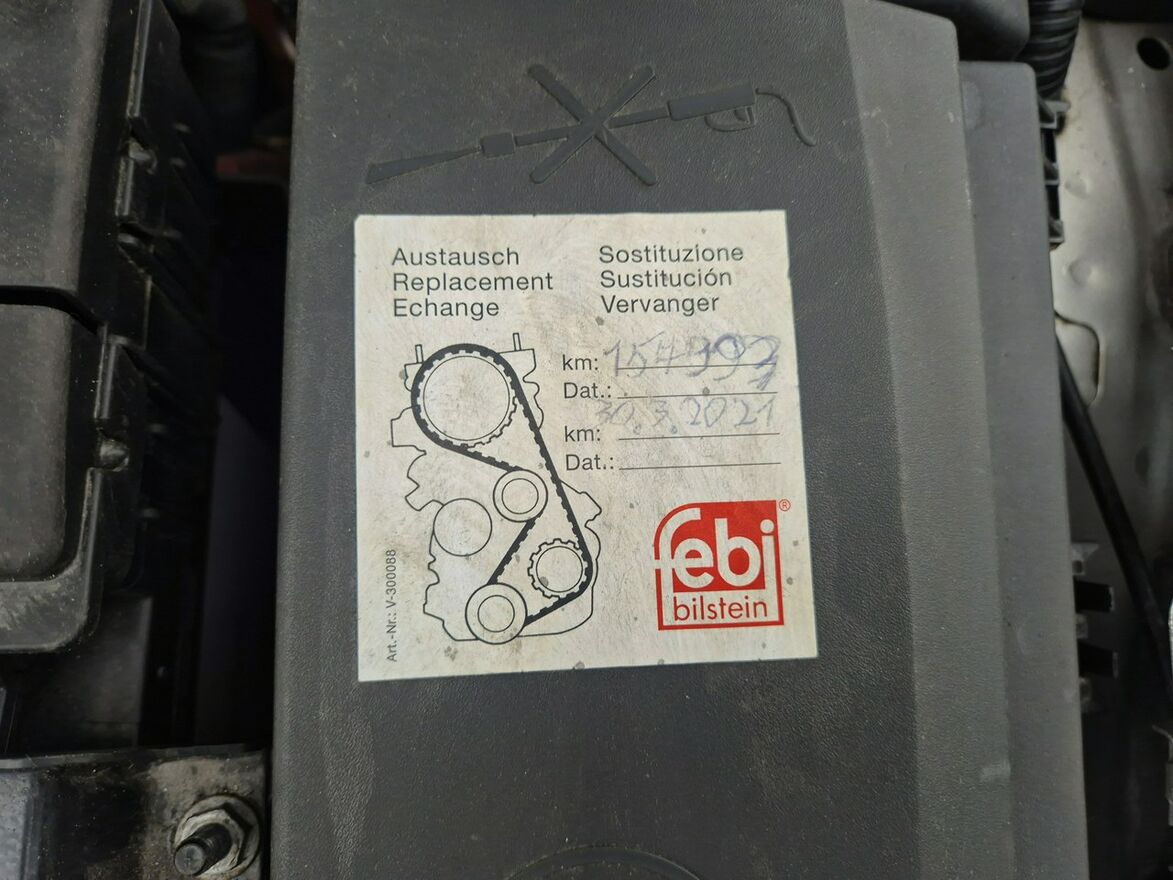 Austausch
Replacement
Echange
Sostituzione
Sustitución
Vervanger
km:
Dat.:
30.3.2021
km:
Dat.:
Art.-Nr.: V-300088
febi®
bilstein